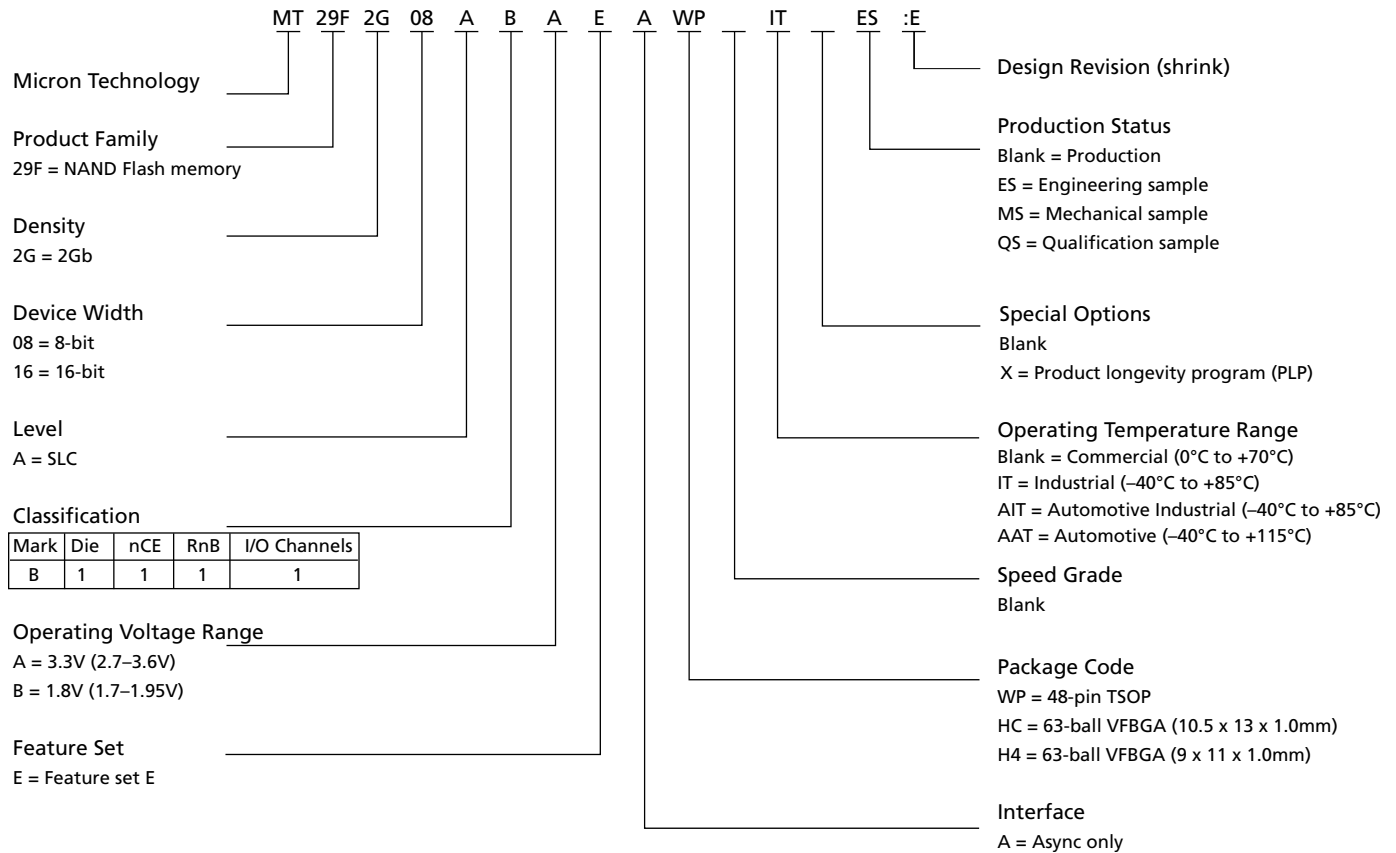 MT 29F 2G 08 A B A E A WP IT ES :E
Micron Technology
Product Family
29F = NAND Flash memory
Density
2G = 2Gb
Device Width
08 = 8-bit
16 = 16-bit
Level
A = SLC
Classification
Mark Die nCE RnB I/O Channels
B 1 1 1 1
Operating Voltage Range
A = 3.3V (2.7–3.6V)
B = 1.8V (1.7–1.95V)
Feature Set
E = Feature set E
Design Revision (shrink)
Production Status
Blank = Production
ES = Engineering sample
MS = Mechanical sample
QS = Qualification sample
Special Options
Blank
X = Product longevity program (PLP)
Operating Temperature Range
Blank = Commercial (0°C to +70°C)
IT = Industrial (–40°C to +85°C)
AIT = Automotive Industrial (–40°C to +85°C)
AAT = Automotive (–40°C to +115°C)
Speed Grade
Blank
Package Code
WP = 48-pin TSOP
HC = 63-ball VFBGA (10.5 x 13 x 1.0mm)
H4 = 63-ball VFBGA (9 x 11 x 1.0mm)
Interface
A = Async only